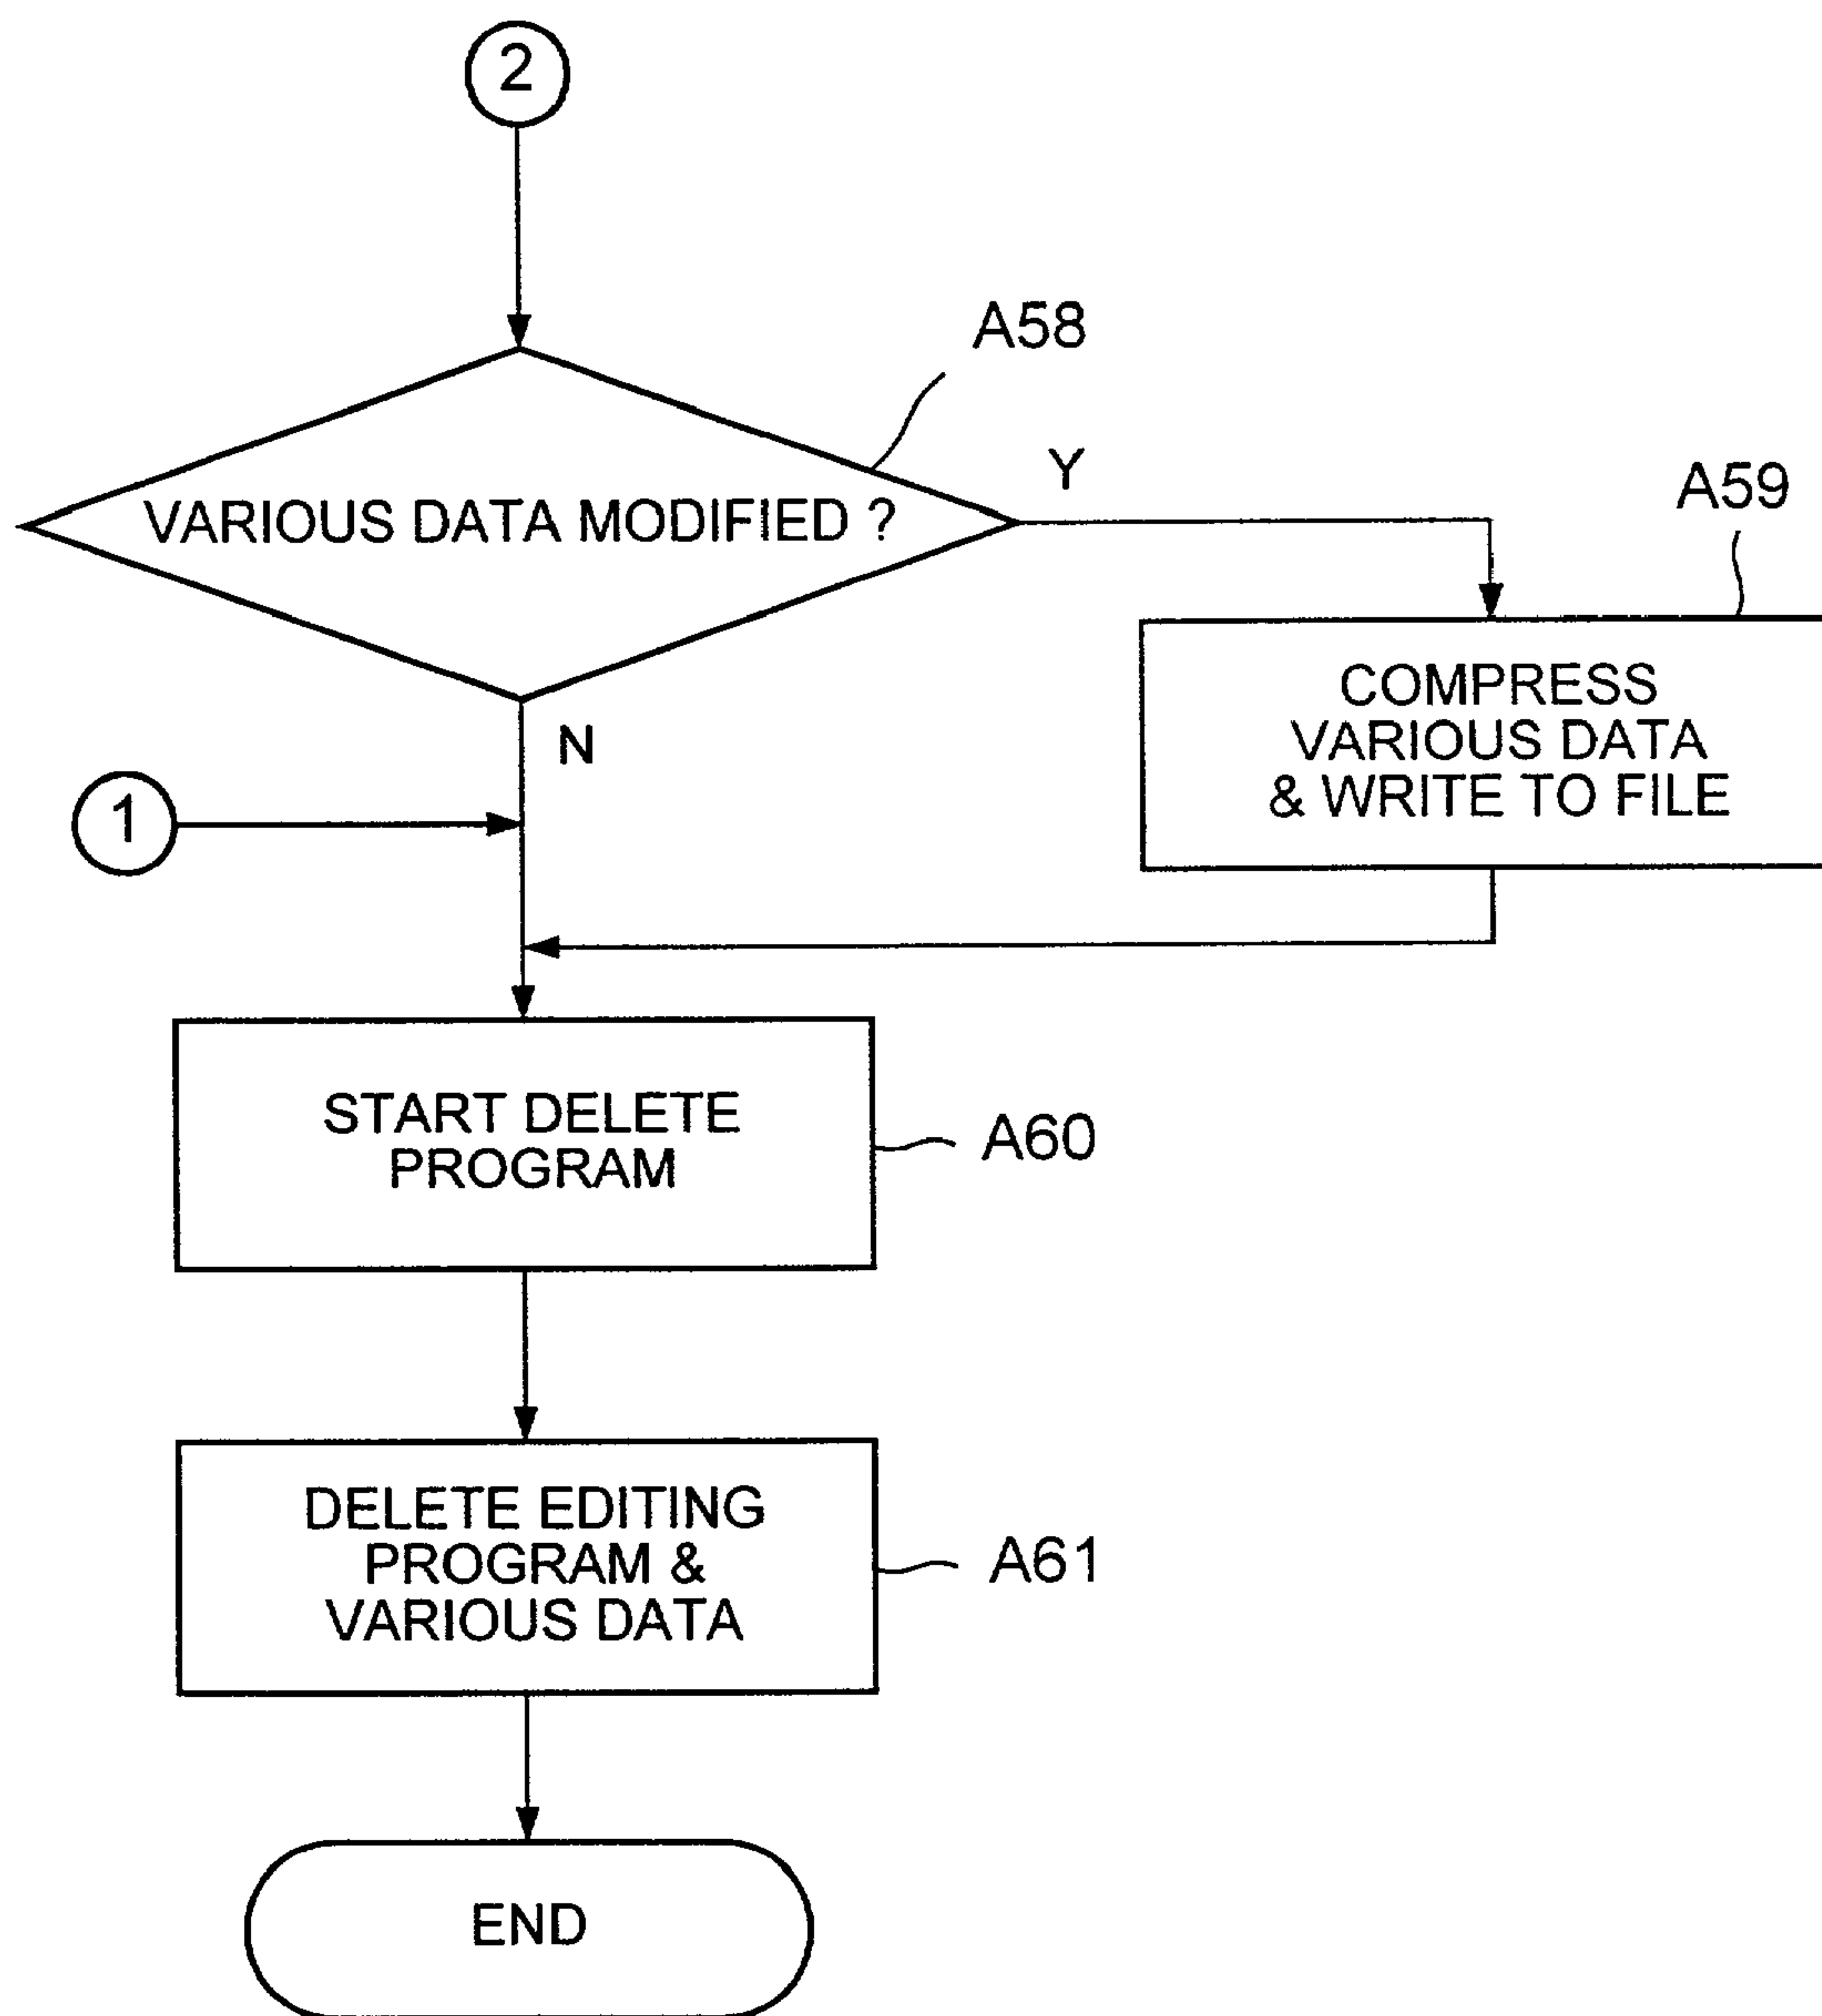 2
A58
Y
VARIOUS DATA MODIFIED ?
A59
COMPRESS
VARIOUS DATA
& WRITE TO FILE
N
1
START DELETE
PROGRAM
A60
DELETE EDITING
PROGRAM &
VARIOUS DATA
A61
END